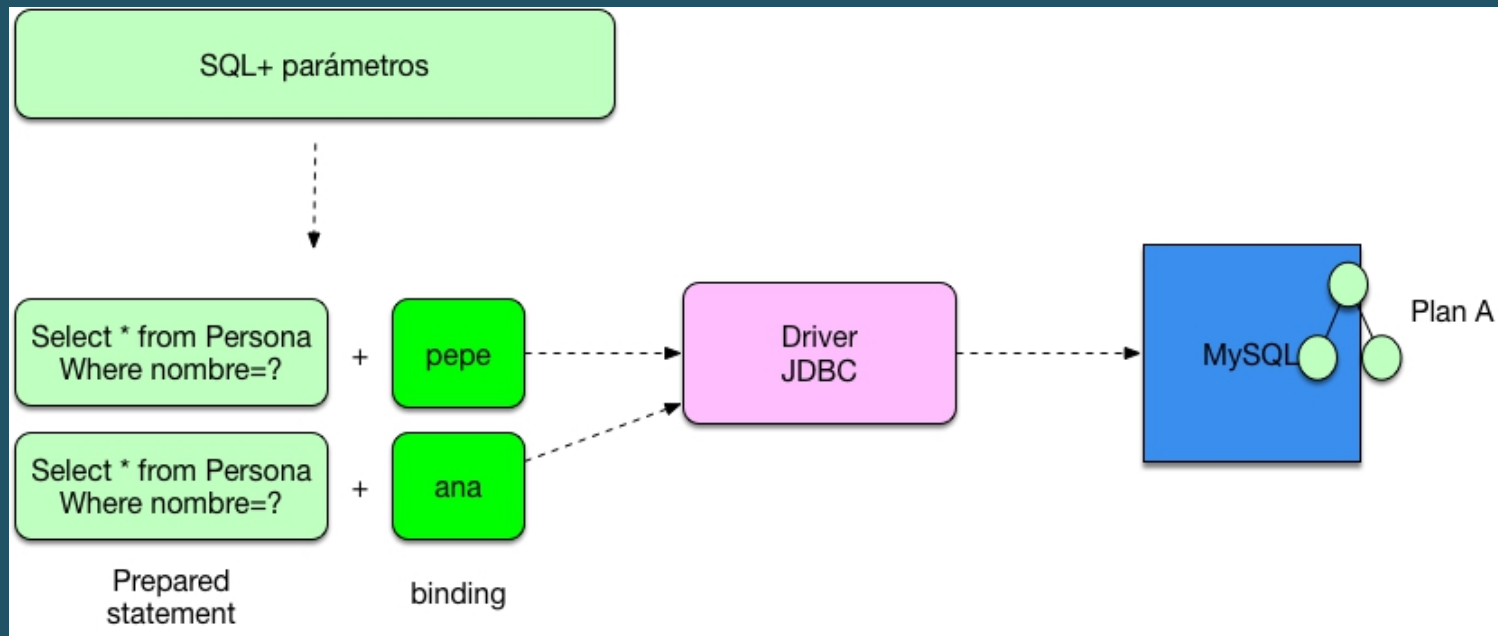 SQL+ parámetros
Select * from Persona
Where nombre=?
+
pepe
Driver
JDBC
MySQL
Plan A
Select * from Persona
Where nombre=?
+
ana
Prepared
statement
binding